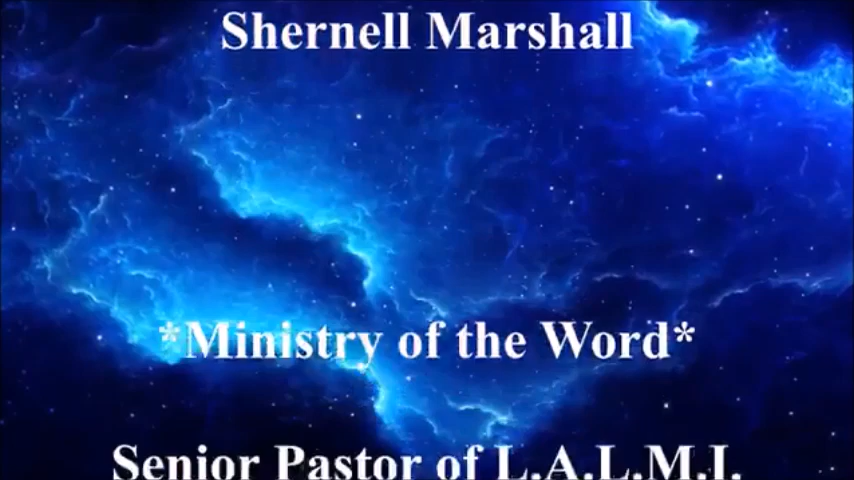 Shernell Marshall
*Ministry of the Word*
Senior Pastor of L.A.L.M.I.